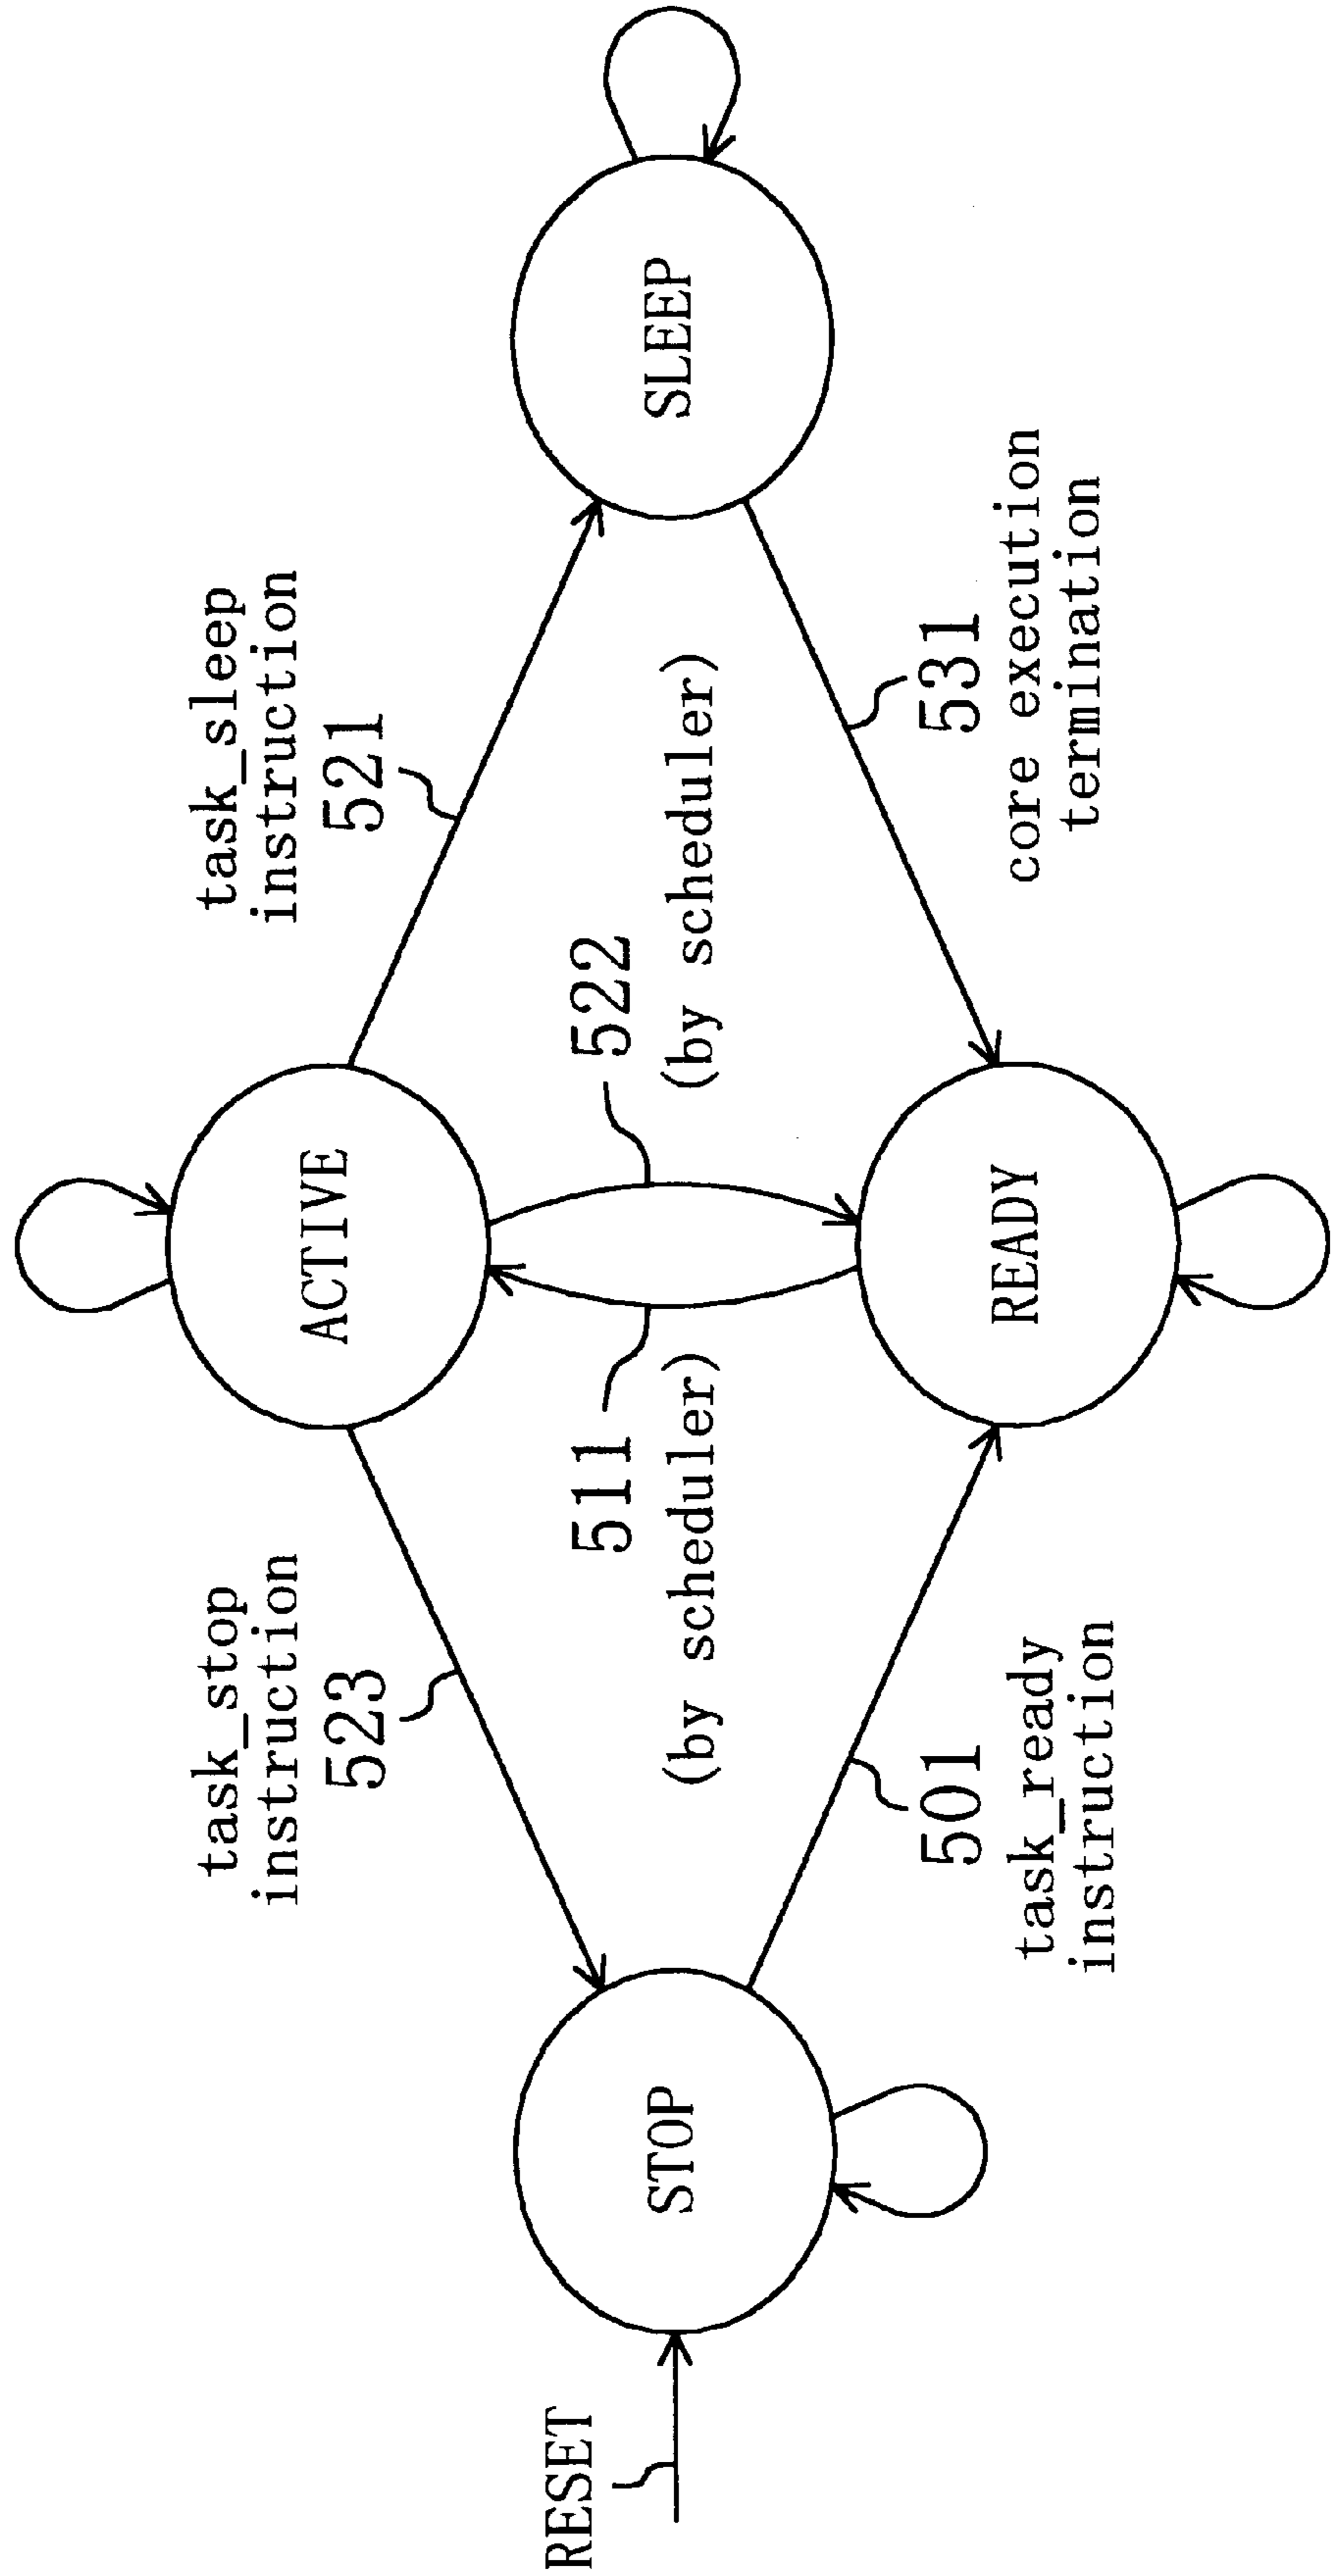 task_stop
instruction
523
task_sleep
instruction
521
ACTIVE
RESET
STOP
511
(by scheduler)
522
(by scheduler)
SLEEP
READY
501
task_ready
instruction
531
core execution
termination